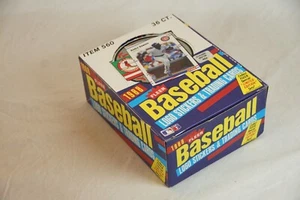 ITEM 560
36 CT.
1988 FLEER
Baseball
LOGO STICKERS & TRADING CARDS
1988 FLEER
Baseball
LOGO STICKERS & TRADING CARDS